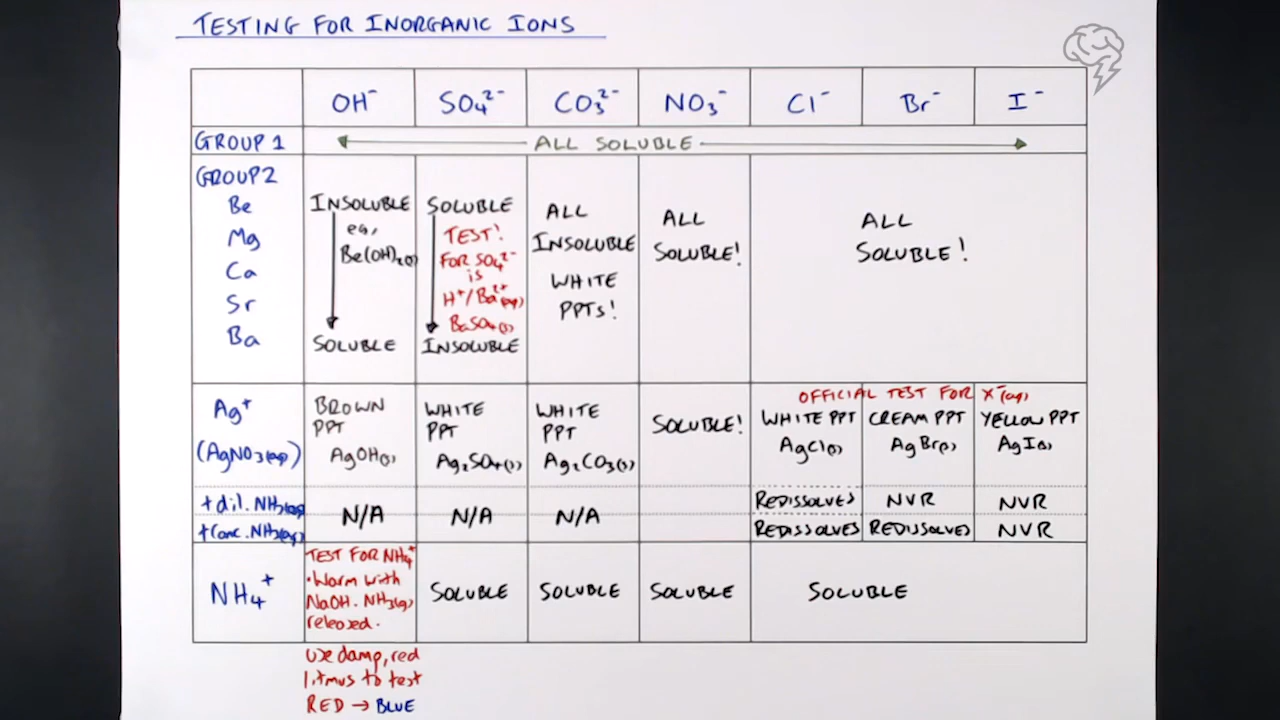 TESTING FOR INORGANIC IONS
OH⁻ SO₄²⁻ CO₃²⁻ NO₃⁻ Cl⁻ Br⁻ I⁻
GROUP 1 ALL SOLUBLE
GROUP 2
Be
Mg
Ca
Sr
Ba
INSOLUBLE
eg,
Be(OH)₂(s)
SOLUBLE
SOLUBLE
TEST!
FOR SO₄²⁻
is
H⁺/Ba²⁺(aq)
BaSO₄(s)
INSOLUBLE
ALL
INSOLUBLE
WHITE
PPTs!
ALL
SOLUBLE!
ALL
SOLUBLE!
Ag⁺
(AgNO₃(aq))
BROWN
PPT
AgOH(s)
WHITE
PPT
Ag₂SO₄(s)
WHITE
PPT
Ag₂CO₃(s)
SOLUBLE!
OFFICIAL TEST FOR X⁻(aq)
WHITE PPT CREAM PPT YELLOW PPT
AgCl(s) AgBr(s) AgI(s)
+ dil. NH₃(aq)
+ conc. NH₃(aq)
N/A N/A N/A
REDISSOLVES NVR NVR
REDISSOLVES REDISSOLVES NVR
NH₄⁺
TEST FOR NH₄⁺
• Warm with
NaOH. NH₃(g)
released.
SOLUBLE SOLUBLE SOLUBLE SOLUBLE
Use damp, red
litmus to test
RED → BLUE